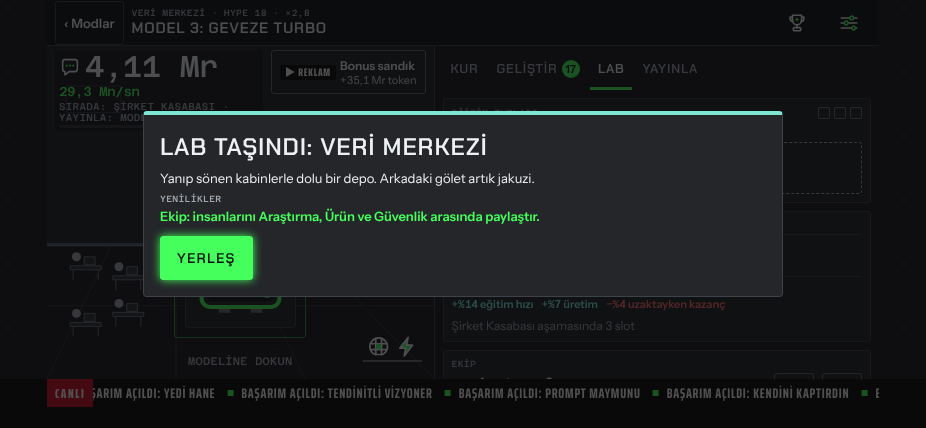 ‹ Modlar
VERİ MERKEZİ · HYPE 18 · ×2,8
MODEL 3: GEVEZE TURBO
4,11 Mr
29,3 Mn/sn
SIRADA: ŞİRKET KASABASI ·
REKLAM
Bonus sandık
+35,1 Mr token
KUR
GELİŞTİR 17
LAB
YAYINLA
LAB TAŞINDI: VERİ MERKEZİ
Yanıp sönen kabinlerle dolu bir depo. Arkadaki gölet artık jakuzi.
YENİLİKLER
Ekip: insanlarını Araştırma, Ürün ve Güvenlik arasında paylaştır.
YERLEŞ
+%14 eğitim hızı +%7 üretim −%4 uzaktayken kazanç
Şirket Kasabası aşamasında 3 slot
EKİP
MODELİNE DOKUN
CANLI
BAŞARIM AÇILDI: YEDİ HANE
BAŞARIM AÇILDI: TENDİNİTLİ VİZYONER
BAŞARIM AÇILDI: PROMPT MAYMUNU
BAŞARIM AÇILDI: KENDİNİ KAPTIRDIN